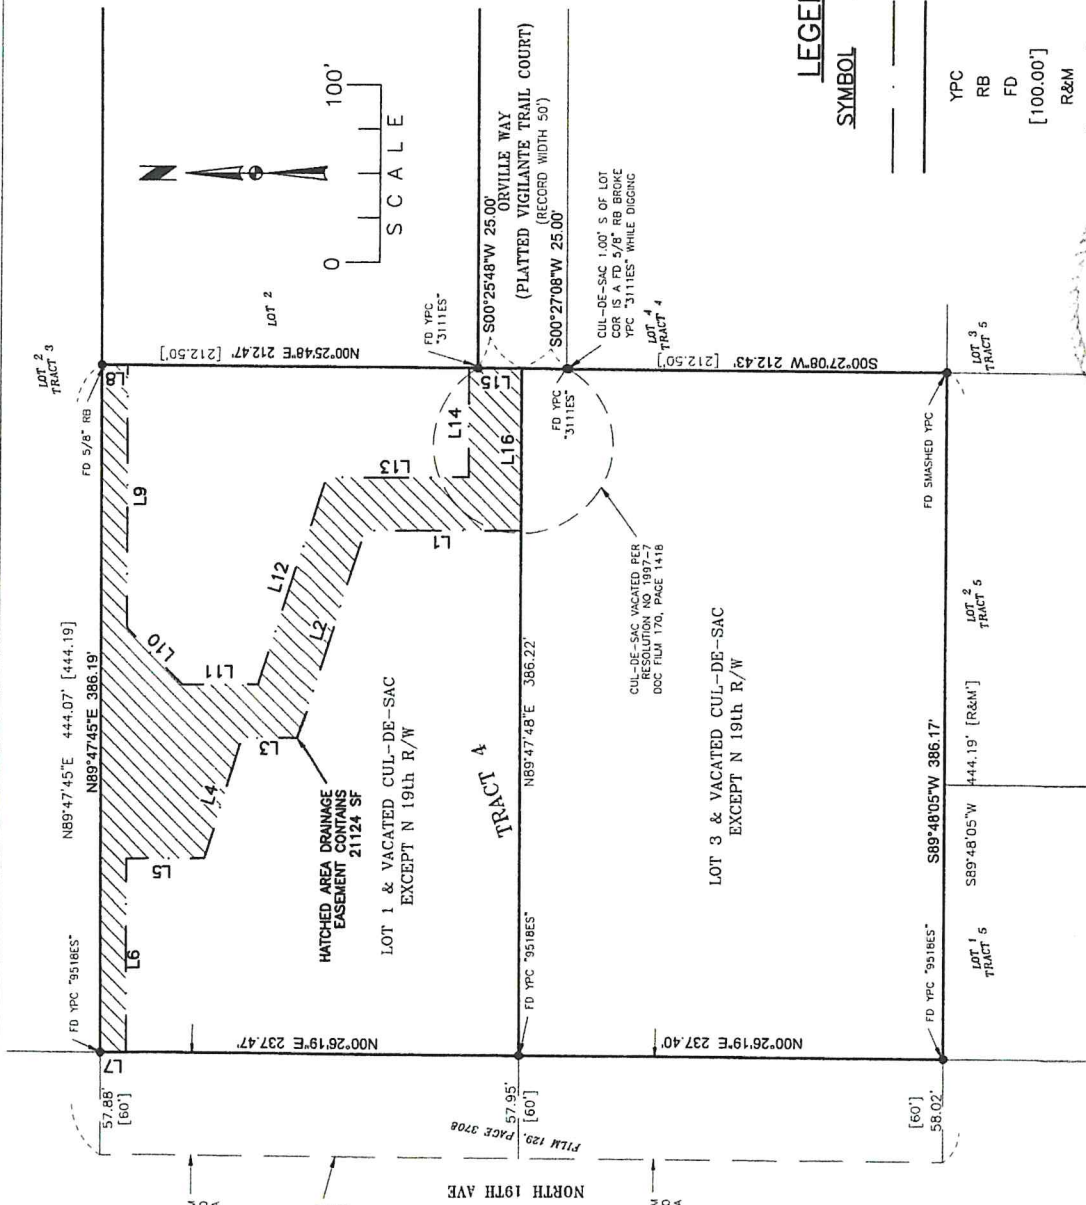 N
0
100'
SCALE
LOT 2
TRACT 3
LOT 2
FD 5/8" RB
L8
N00°25'48"E 212.47' [212.50']
FD YPC
"3111ES"
S00°25'48"W 25.00'
ORVILLE WAY
(PLATTED VIGILANTE TRAIL COURT)
(RECORD WIDTH 50')
S00°27'08"W 25.00'
CUL-DE-SAC 1.00' S OF LOT
COR IS A FD 5/8" RB BROKE
YPC "3111ES" WHILE DIGGING
LOT 4
TRACT 4
FD YPC
"3111ES"
S00°27'08"W 212.43' [212.50']
LOT 3
TRACT 5
FD SMASHED YPC
LEGE
SYMBOL
YPC
RB
FD
[100.00']
R&M
N89°47'45"E 444.07' [444.19]
N89°47'45"E 386.19'
L9
L10
L11
L12
L13
L14
L15
L16
L1
L2
L3
L4
L5
L6
L7
HATCHED AREA DRAINAGE
EASEMENT CONTAINS
21124 SF
LOT 1 & VACATED CUL-DE-SAC
EXCEPT N 19th R/W
TRACT 4
N89°47'48"E 386.22'
CUL-DE-SAC VACATED PER
RESOLUTION NO 1997-7
DOC FILM 170, PAGE 1418
LOT 3 & VACATED CUL-DE-SAC
EXCEPT N 19th R/W
S89°48'05"W 386.17'
S89°48'05"W 444.19' [R&M']
LOT 2
TRACT 5
LOT 1
TRACT 5
FD YPC "9518ES"
FD YPC "9518ES"
FD YPC "9518ES"
N00°26'19"E 237.47'
N00°26'19"E 237.40'
57.88'
[60']
57.95'
[60']
[60']
58.02'
FILM 129, PAGE 3708
NORTH 19TH AVE